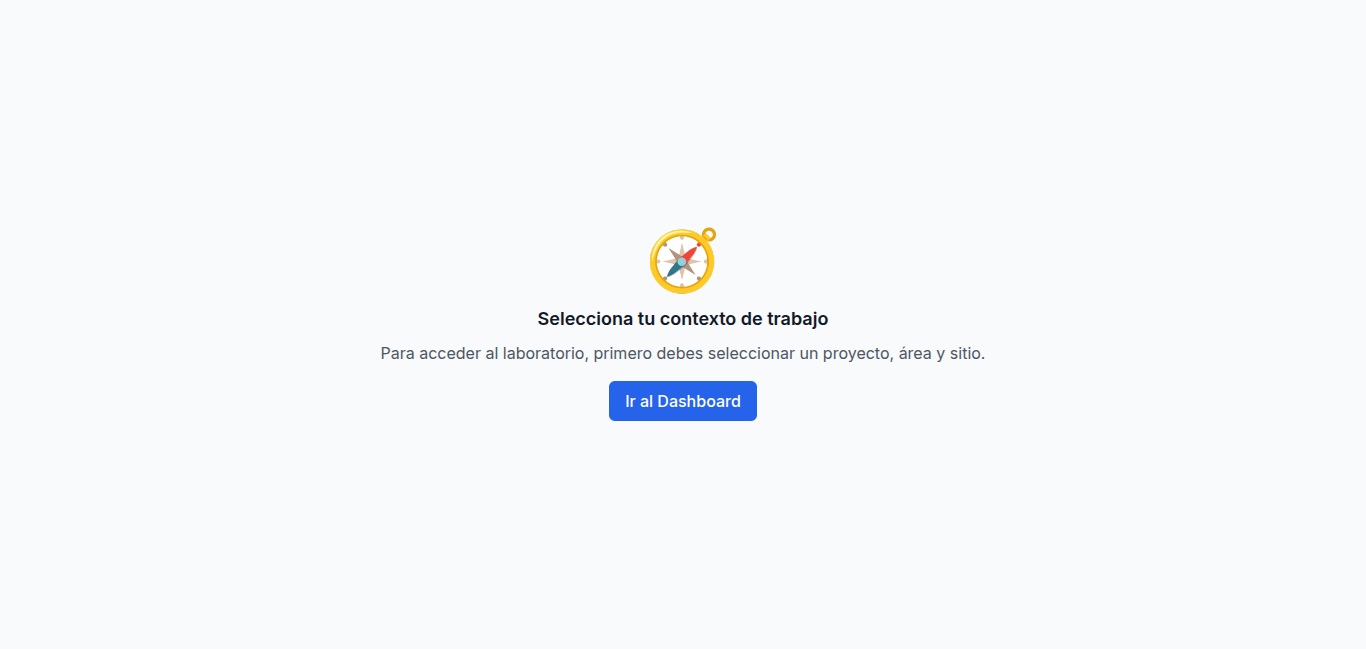 Selecciona tu contexto de trabajo
Para acceder al laboratorio, primero debes seleccionar un proyecto, área y sitio.
Ir al Dashboard